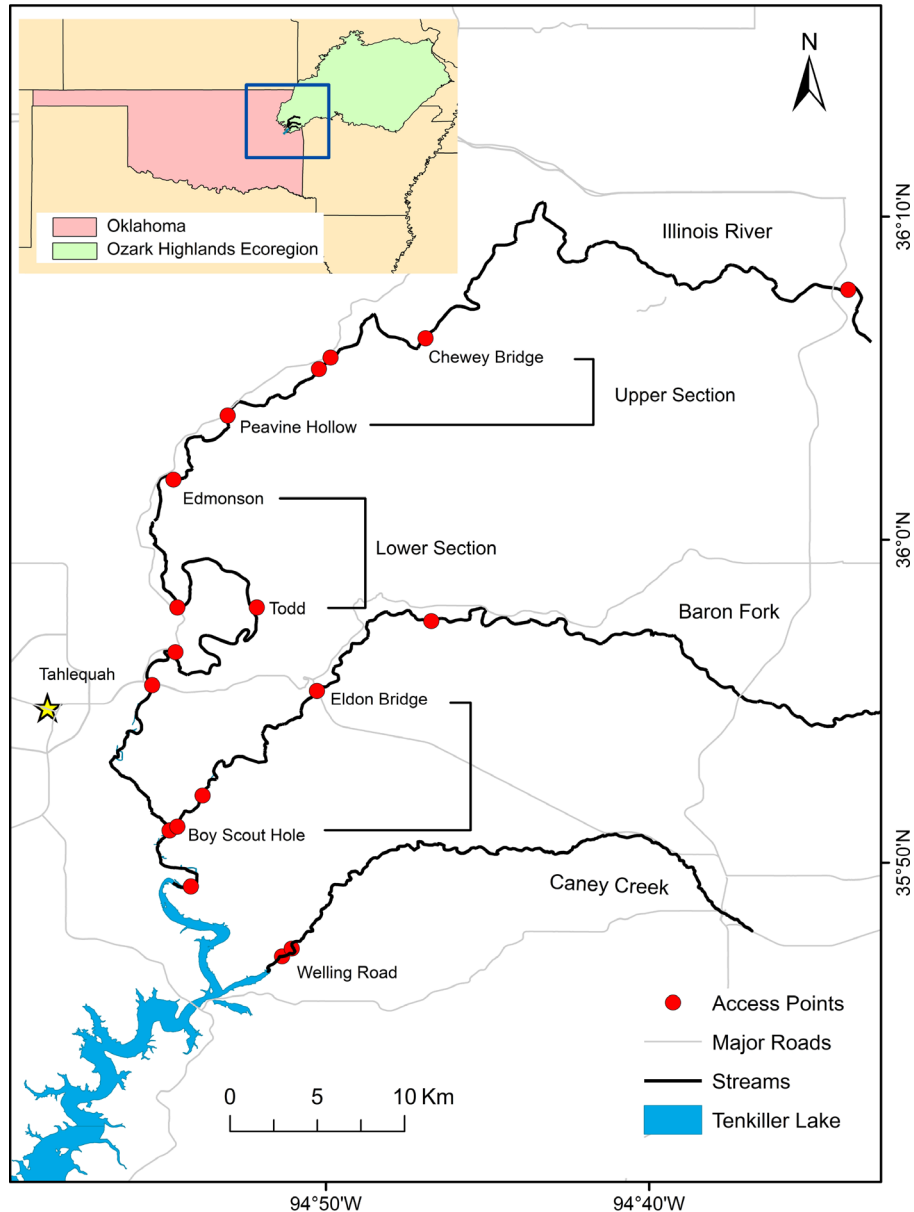 N
Oklahoma
Ozark Highlands Ecoregion
Illinois River
36°10'N
Chewey Bridge
Upper Section
Peavine Hollow
Edmonson
36°0'N
Lower Section
Todd
Baron Fork
Tahlequah
Eldon Bridge
Boy Scout Hole
35°50'N
Caney Creek
Welling Road
Access Points
Major Roads
Streams
Tenkiller Lake
0 5 10 Km
94°50'W 94°40'W